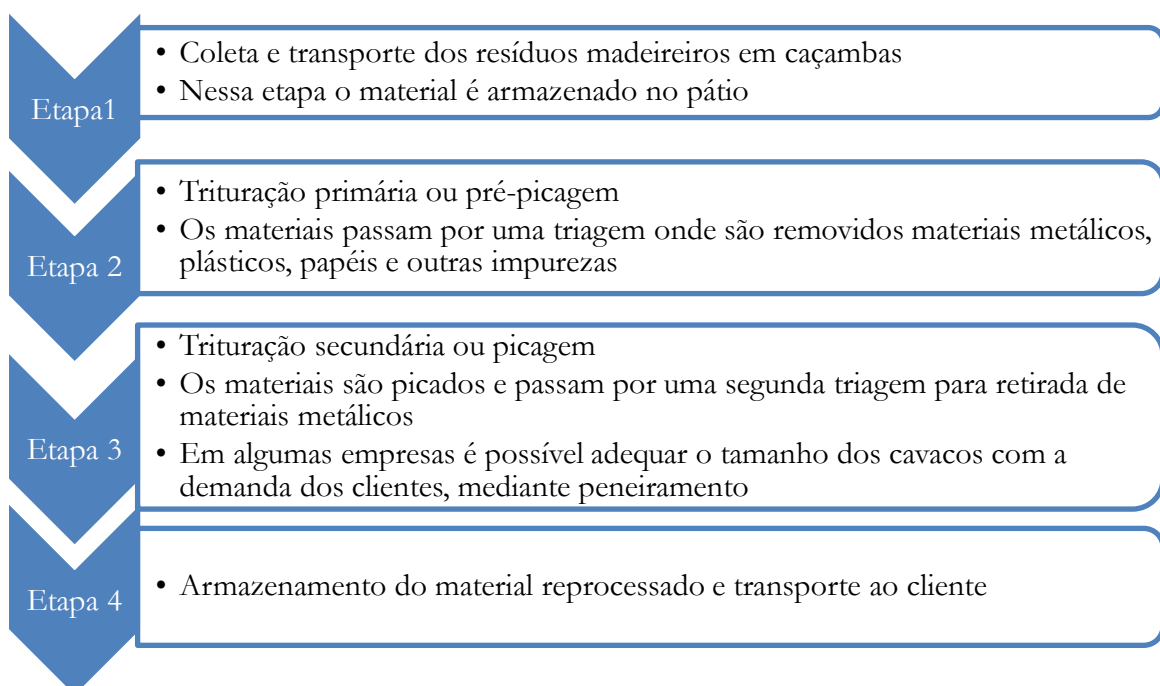 Etapa1
• Coleta e transporte dos resíduos madeireiros em caçambas
• Nessa etapa o material é armazenado no pátio
Etapa 2
• Trituração primária ou pré-picagem
• Os materiais passam por uma triagem onde são removidos materiais metálicos,
plásticos, papéis e outras impurezas
Etapa 3
• Trituração secundária ou picagem
• Os materiais são picados e passam por uma segunda triagem para retirada de
materiais metálicos
• Em algumas empresas é possível adequar o tamanho dos cavacos com a
demanda dos clientes, mediante peneiramento
Etapa 4
• Armazenamento do material reprocessado e transporte ao cliente